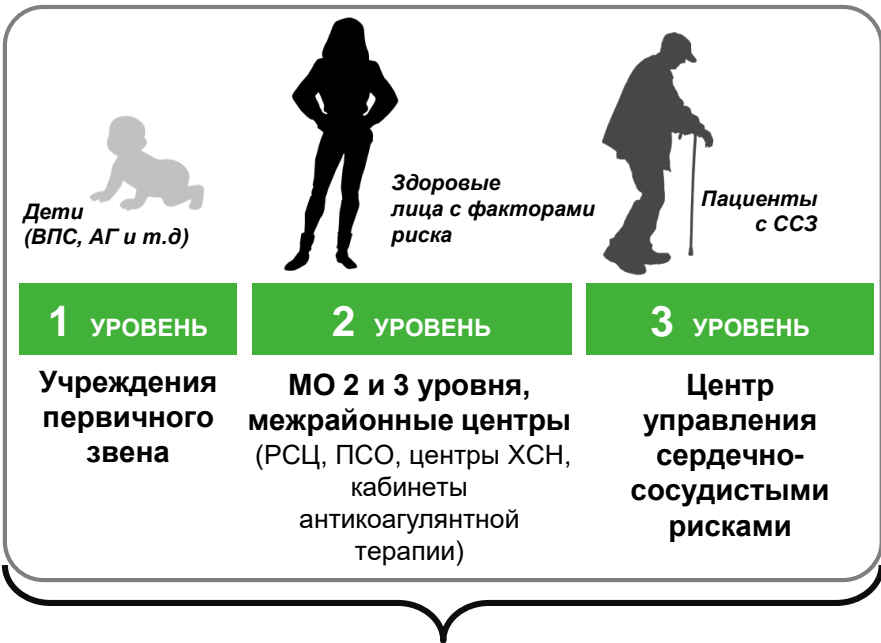 Дети
(ВПС, АГ и т.д)
Здоровые
лица с факторами
риска
Пациенты
с ССЗ
1 УРОВЕНЬ
2 УРОВЕНЬ
3 УРОВЕНЬ
Учреждения
первичного
звена
МО 2 и 3 уровня,
межрайонные центры
(РСЦ, ПСО, центры ХСН,
кабинеты
антикоагулянтной
терапии)
Центр
управления
сердечно-
сосудистыми
рисками